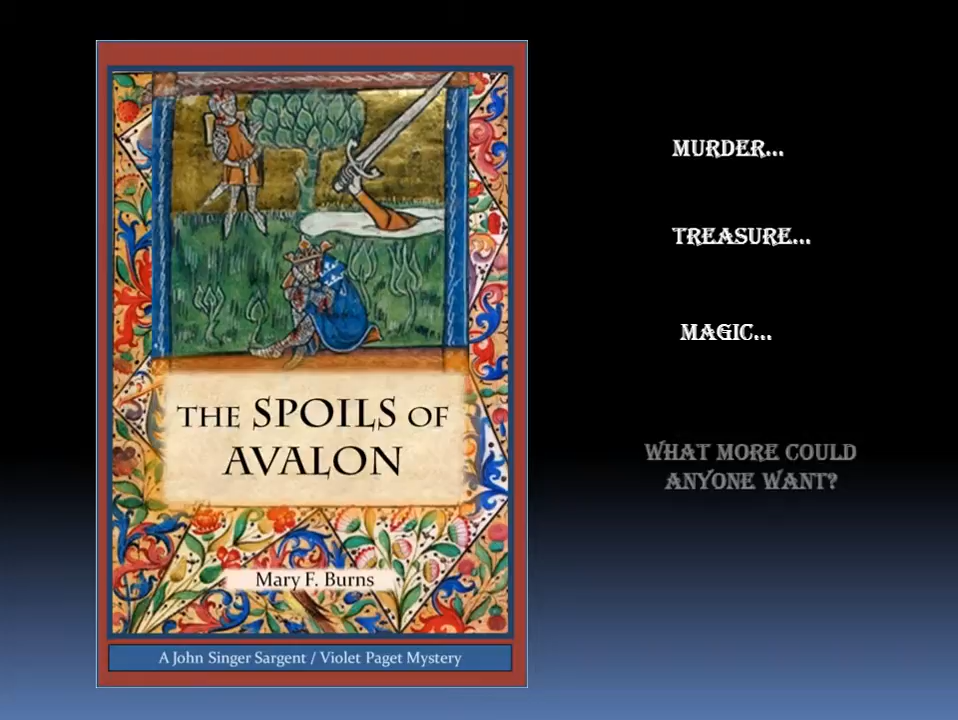 THE SPOILS OF
AVALON
Mary F. Burns
A John Singer Sargent / Violet Paget Mystery
MURDER...
TREASURE...
MAGIC...
WHAT MORE COULD
ANYONE WANT?